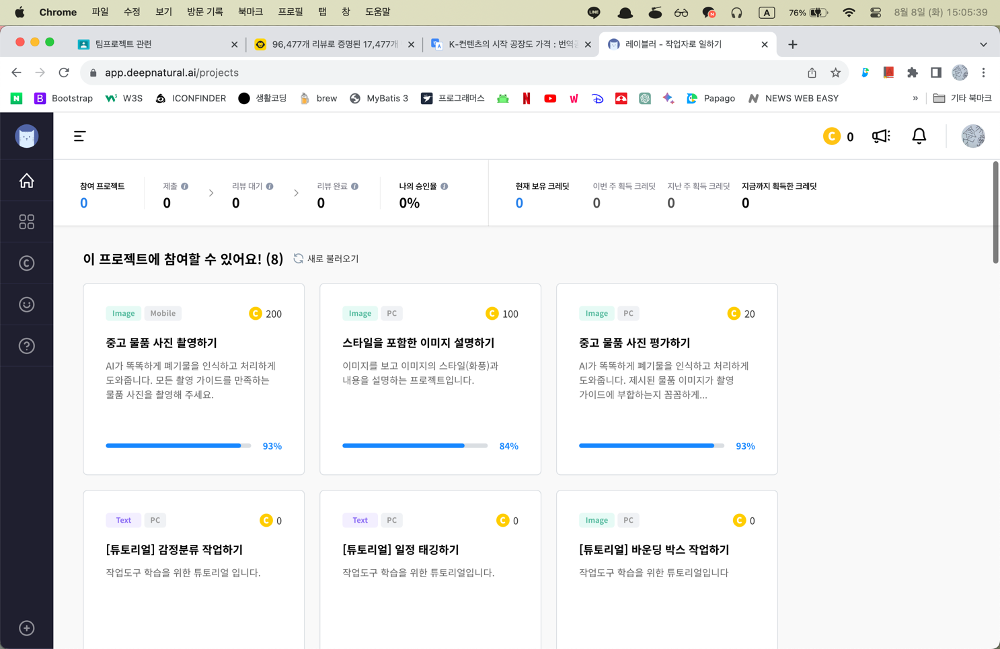 Chrome 파일 수정 보기 방문 기록 북마크 프로필 탭 창 도움말 LINE N A 76% 8월 8일 (화) 15:05:39
팀프로젝트 관련 96,477개 리뷰로 증명된 17,477개 K-컨텐츠의 시작 공장도 가격 : 번역공 레이블러 - 작업자로 일하기
app.deepnatural.ai/projects
N B Bootstrap W3S ICONFINDER 생활코딩 brew MyBatis 3 프로그래머스 N W Papago N NEWS WEB EASY » 기타 북마크
C 0
참여 프로젝트 제출 리뷰 대기 리뷰 완료 나의 승인율 현재 보유 크레딧 이번 주 획득 크레딧 지난 주 획득 크레딧 지금까지 획득한 크레딧
0 0 0 0 0% 0 0 0 0
이 프로젝트에 참여할 수 있어요! (8) 새로 불러오기
Image Mobile C 200
중고 물품 사진 촬영하기
AI가 똑똑하게 폐기물을 인식하고 처리하게
도와줍니다. 모든 촬영 가이드를 만족하는
물품 사진을 촬영해 주세요.
93%
Image PC C 100
스타일을 포함한 이미지 설명하기
이미지를 보고 이미지의 스타일(화풍)과
내용을 설명하는 프로젝트입니다.
84%
Image PC C 20
중고 물품 사진 평가하기
AI가 똑똑하게 폐기물을 인식하고 처리하게
도와줍니다. 제시된 물품 이미지가 촬영
가이드에 부합하는지 꼼꼼하게...
93%
Text PC C 0
[튜토리얼] 감정분류 작업하기
작업도구 학습을 위한 튜토리얼 입니다.
Text PC C 0
[튜토리얼] 일정 태깅하기
작업도구 학습을 위한 튜토리얼입니다.
Image PC C 0
[튜토리얼] 바운딩 박스 작업하기
작업도구 학습을 위한 튜토리얼입니다